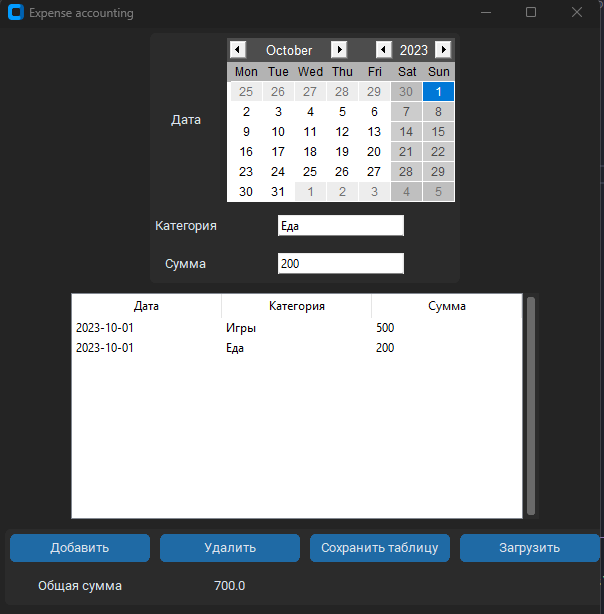 Expense accounting
October 2023
Mon Tue Wed Thu Fri Sat Sun
25 26 27 28 29 30 1
2 3 4 5 6 7 8
Дата
9 10 11 12 13 14 15
16 17 18 19 20 21 22
23 24 25 26 27 28 29
30 31 1 2 3 4 5
Категория Еда
Сумма 200
Дата Категория Сумма
2023-10-01 Игры 500
2023-10-01 Еда 200
Добавить Удалить Сохранить таблицу Загрузить
Общая сумма 700.0